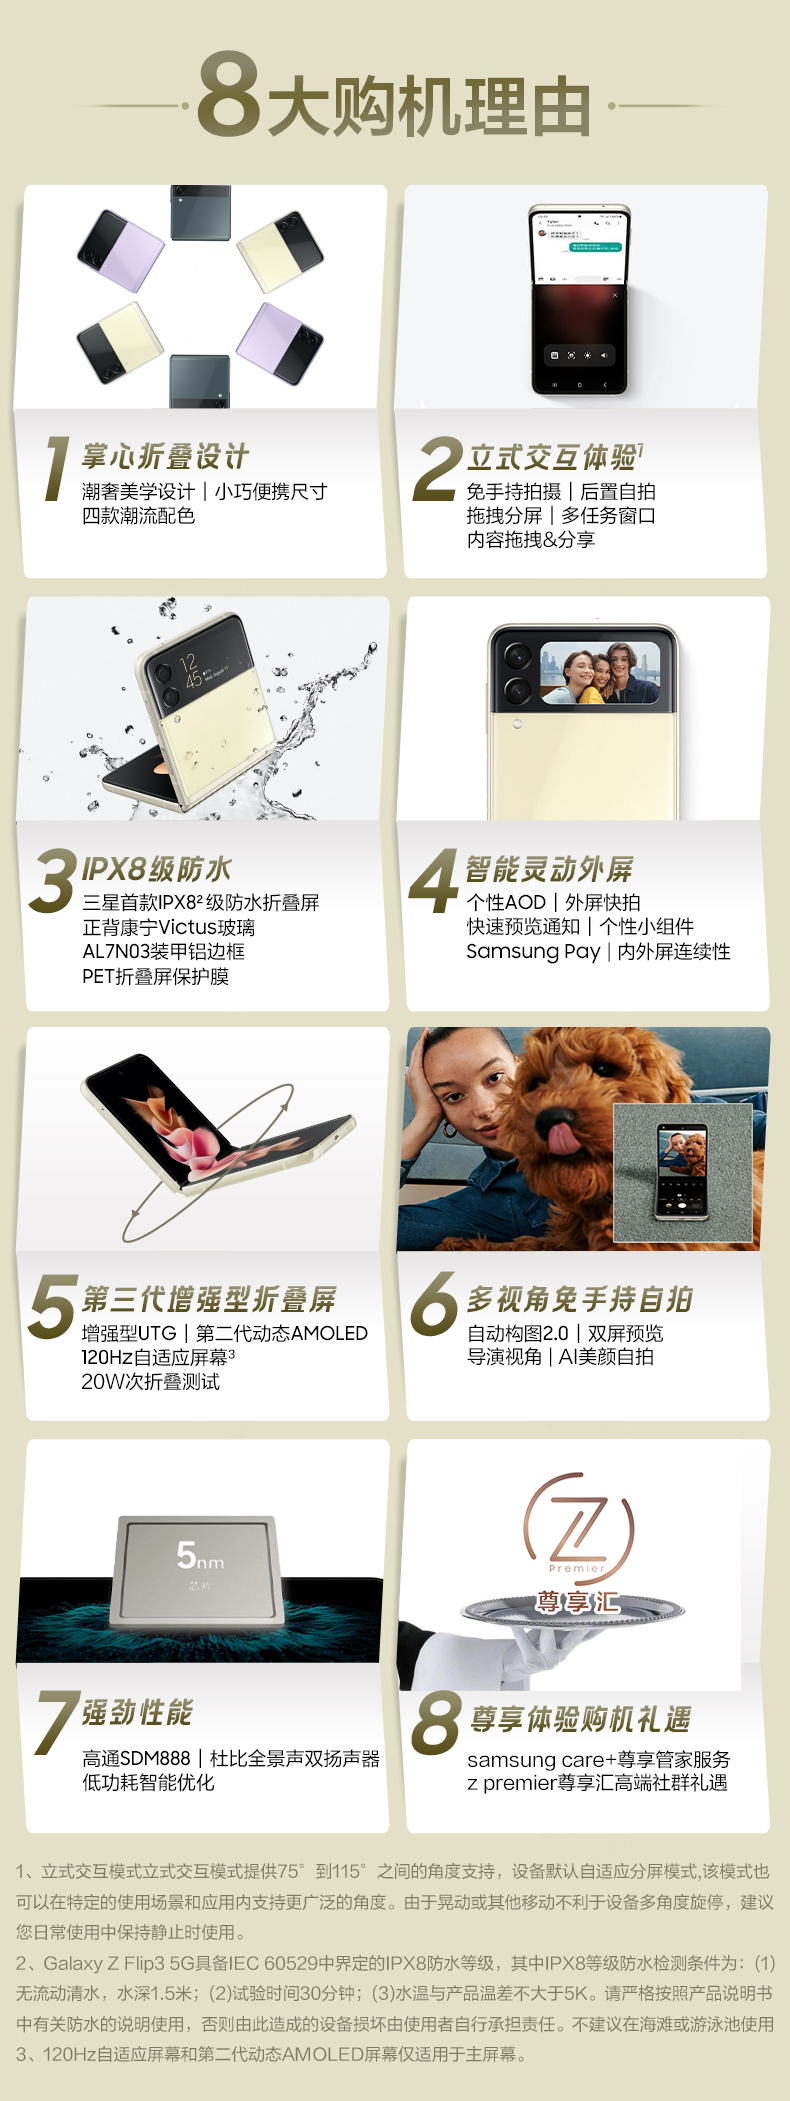 8大购机理由
1
掌心折叠设计
潮奢美学设计｜小巧便携尺寸
四款潮流配色
2
立式交互体验1
免手持拍摄｜后置自拍
拖拽分屏｜多任务窗口
内容拖拽&分享
12
45
3
IPX8级防水
三星首款IPX8²级防水折叠屏
正背康宁Victus玻璃
AL7N03装甲铝边框
PET折叠屏保护膜
4
智能灵动外屏
个性AOD｜外屏快拍
快速预览通知｜个性小组件
Samsung Pay｜内外屏连续性
5
第三代增强型折叠屏
增强型UTG｜第二代动态AMOLED
120Hz自适应屏幕³
20W次折叠测试
6
多视角免手持自拍
自动构图2.0｜双屏预览
导演视角｜AI美颜自拍
5nm
芯片
7
强劲性能
高通SDM888｜杜比全景声双扬声器
低功耗智能优化
Z
Premier
尊享汇
8
尊享体验购机礼遇
samsung care+尊享管家服务
z premier尊享汇高端社群礼遇
1、立式交互模式立式交互模式提供75°到115°之间的角度支持，设备默认自适应分屏模式,该模式也
可以在特定的使用场景和应用内支持更广泛的角度。由于晃动或其他移动不利于设备多角度旋停，建议
您日常使用中保持静止时使用。
2、Galaxy Z Flip3 5G具备IEC 60529中界定的IPX8防水等级，其中IPX8等级防水检测条件为：(1)
无流动清水，水深1.5米；(2)试验时间30分钟；(3)水温与产品温差不大于5K。请严格按照产品说明书
中有关防水的说明使用，否则由此造成的设备损坏由使用者自行承担责任。不建议在海滩或游泳池使用
3、120Hz自适应屏幕和第二代动态AMOLED屏幕仅适用于主屏幕。